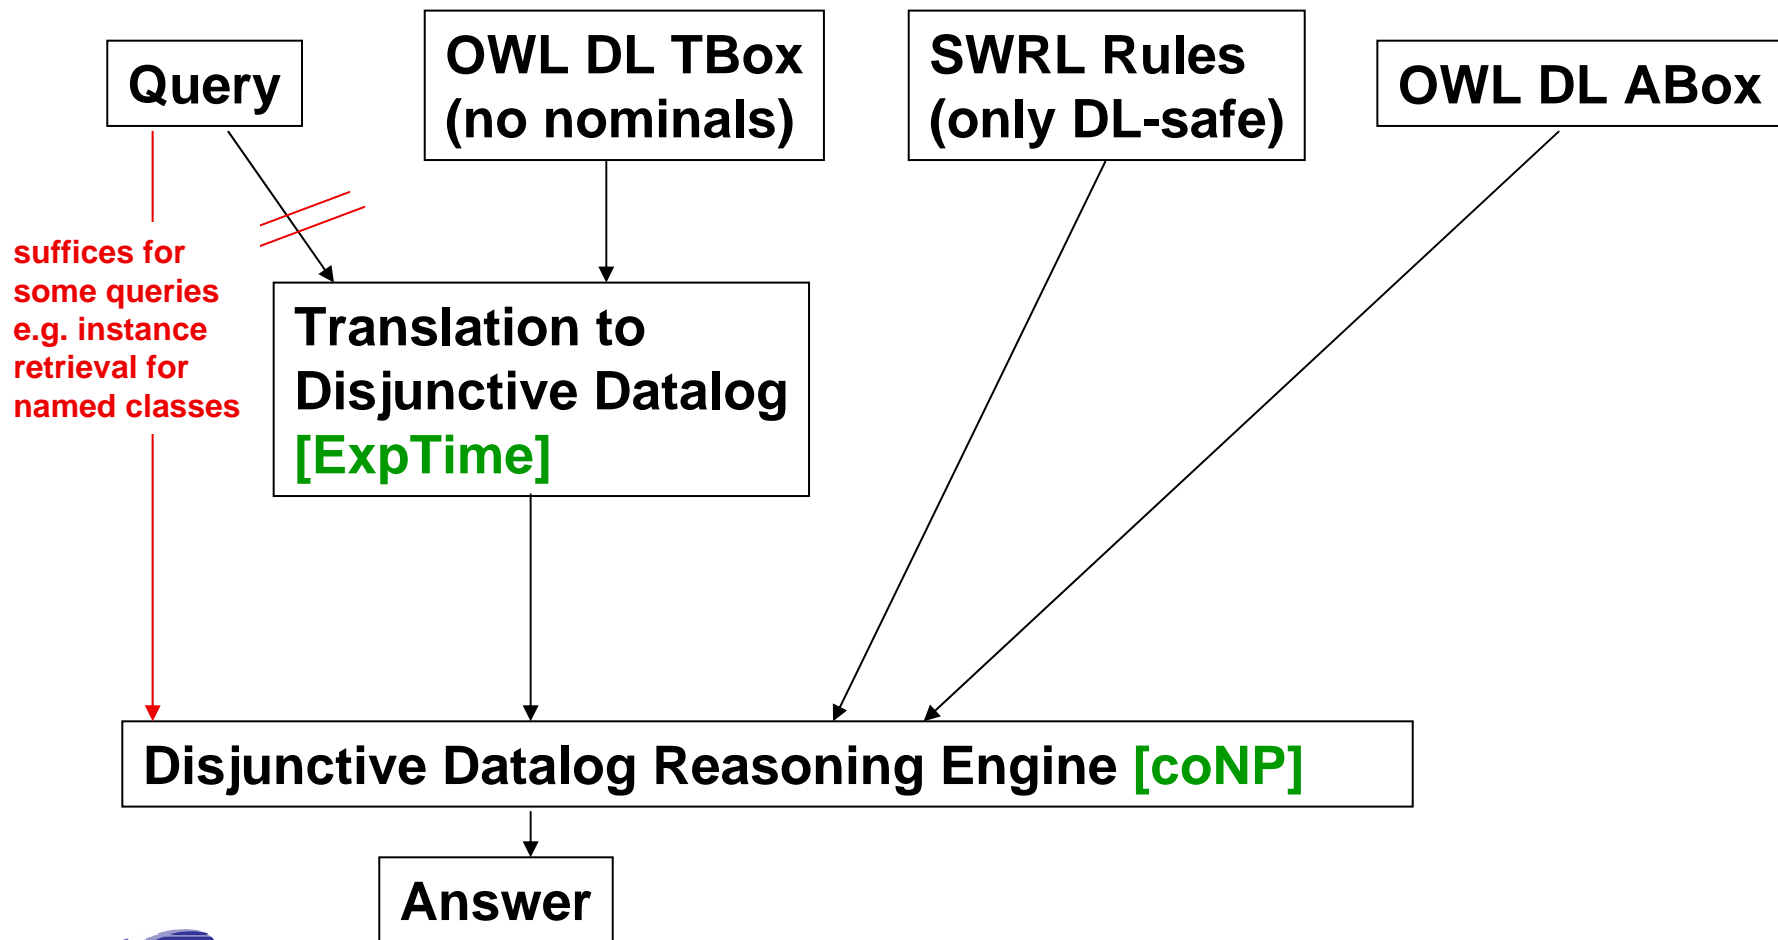 Query
OWL DL TBox
(no nominals)
SWRL Rules
(only DL-safe)
OWL DL ABox
suffices for
some queries
e.g. instance
retrieval for
named classes
Translation to
Disjunctive Datalog
[ExpTime]
Disjunctive Datalog Reasoning Engine [coNP]
Answer